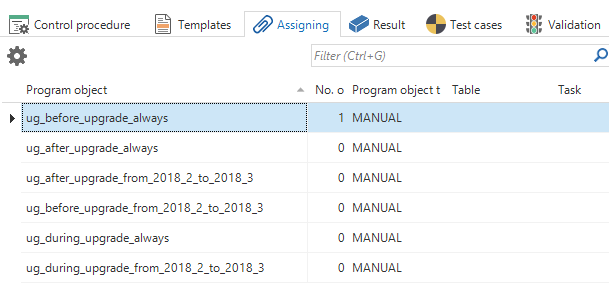 Control procedure Templates Assigning Result Test cases Validation
Filter (Ctrl+G)
Program object No. o Program object t Table Task
ug_before_upgrade_always 1 MANUAL
ug_after_upgrade_always 0 MANUAL
ug_after_upgrade_from_2018_2_to_2018_3 0 MANUAL
ug_before_upgrade_from_2018_2_to_2018_3 0 MANUAL
ug_during_upgrade_always 0 MANUAL
ug_during_upgrade_from_2018_2_to_2018_3 0 MANUAL